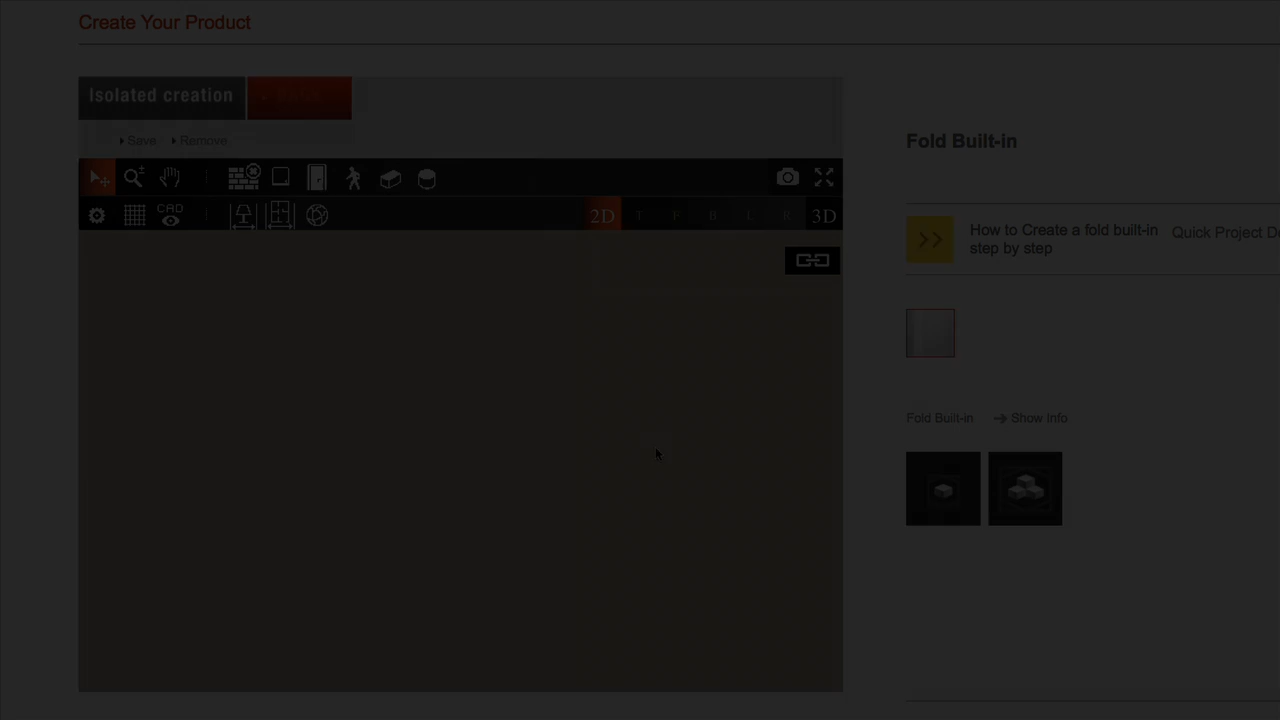 Create Your Product
Isolated creation
Save Remove
Fold Built-in
CAD
2D T F B L R 3D
How to Create a fold built-in
step by step
Quick Project
Fold Built-in Show Info